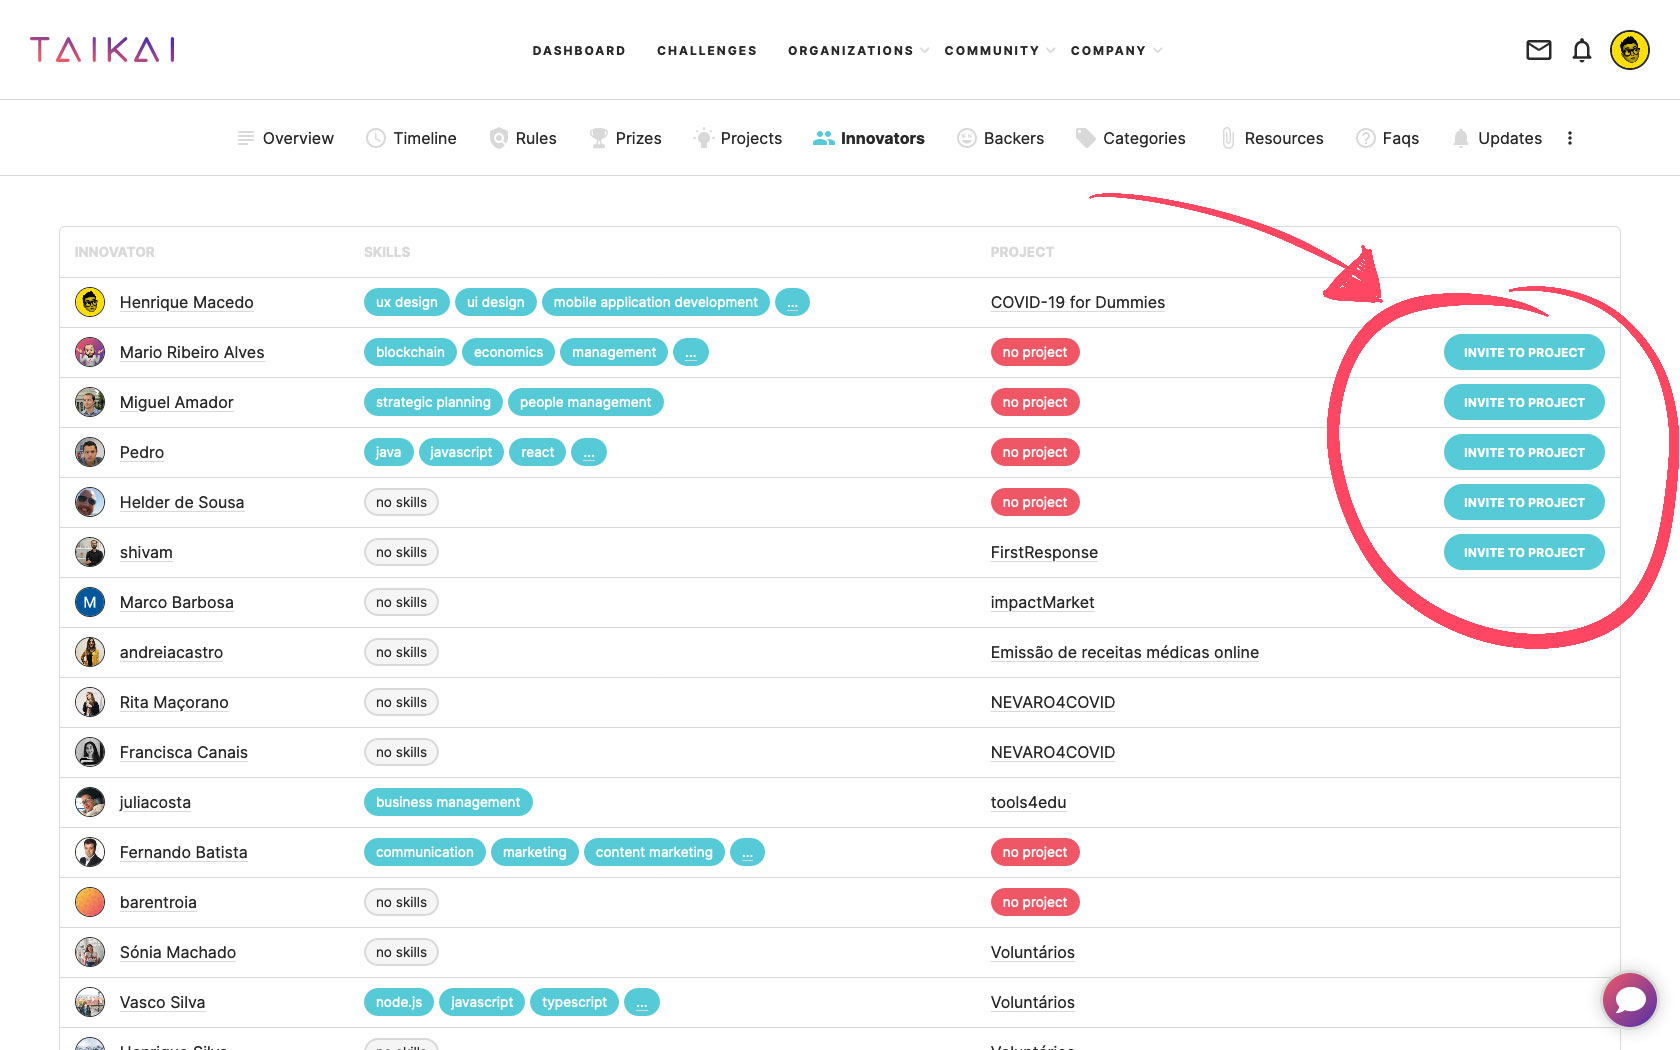 TAIKAI
DASHBOARD CHALLENGES ORGANIZATIONS COMMUNITY COMPANY
Overview Timeline Rules Prizes Projects Innovators Backers Categories Resources Faqs Updates
INNOVATOR SKILLS PROJECT
Henrique Macedo ux design ui design mobile application development ... COVID-19 for Dummies
Mario Ribeiro Alves blockchain economics management ... no project INVITE TO PROJECT
Miguel Amador strategic planning people management no project INVITE TO PROJECT
Pedro java javascript react ... no project INVITE TO PROJECT
Helder de Sousa no skills no project INVITE TO PROJECT
shivam no skills FirstResponse INVITE TO PROJECT
M Marco Barbosa no skills impactMarket
andreiacastro no skills Emissão de receitas médicas online
Rita Maçorano no skills NEVARO4COVID
Francisca Canais no skills NEVARO4COVID
juliacosta business management tools4edu
Fernando Batista communication marketing content marketing ... no project
barentroia no skills no project
Sónia Machado no skills Voluntários
Vasco Silva node.js javascript typescript ... Voluntários
Henrique Silva no skills Voluntários